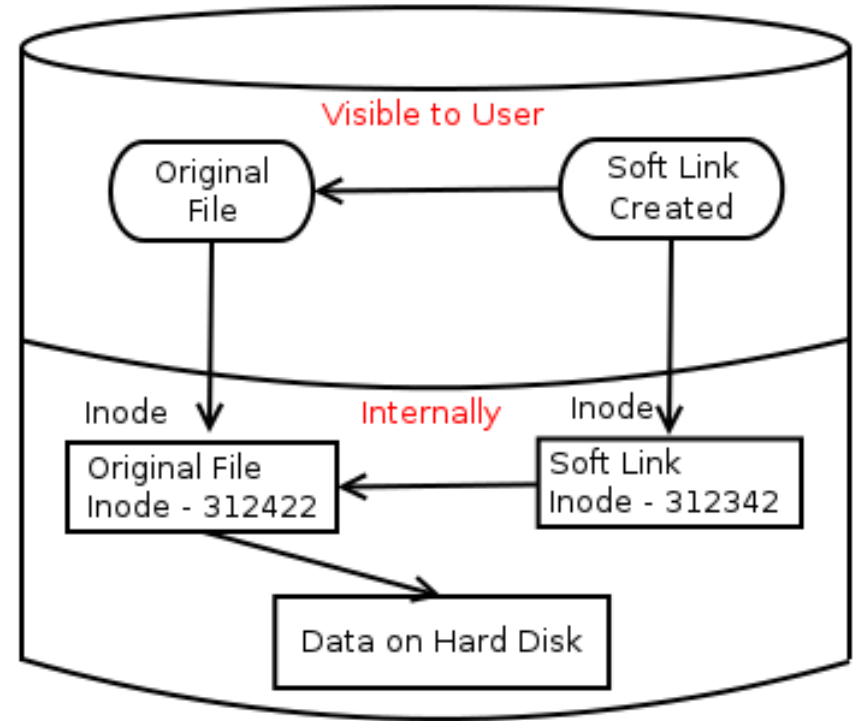 Visible to User
Original
File
Soft Link
Created
Inode
Internally
Inode
Original File
Inode - 312422
Soft Link
Inode - 312342
Data on Hard Disk